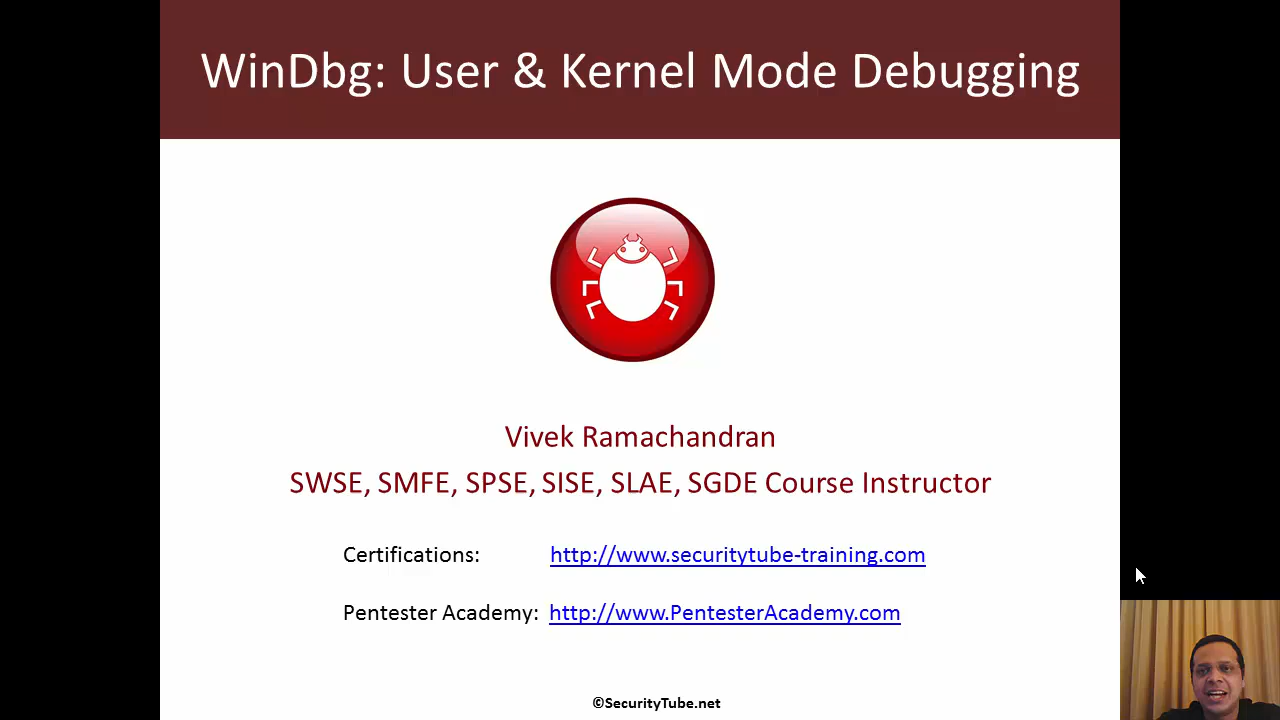 WinDbg: User & Kernel Mode Debugging
Vivek Ramachandran
SWSE, SMFE, SPSE, SISE, SLAE, SGDE Course Instructor
Certifications: http://www.securitytube-training.com
Pentester Academy: http://www.PentesterAcademy.com
©SecurityTube.net